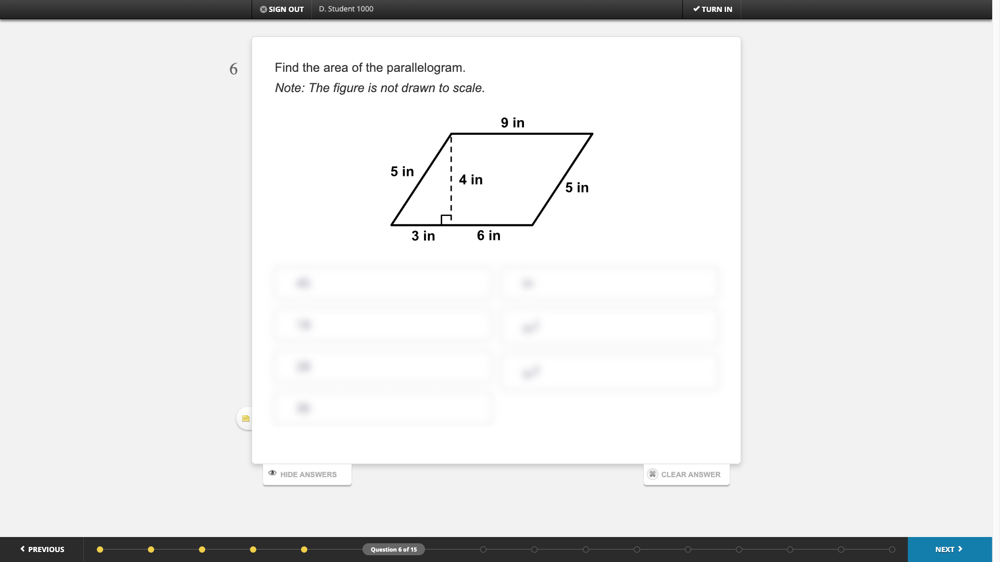 SIGN OUT
D. Student 1000
TURN IN
6
Find the area of the parallelogram.
Note: The figure is not drawn to scale.
9 in
5 in
4 in
5 in
3 in
6 in
HIDE ANSWERS
CLEAR ANSWER
PREVIOUS
Question 6 of 15
NEXT